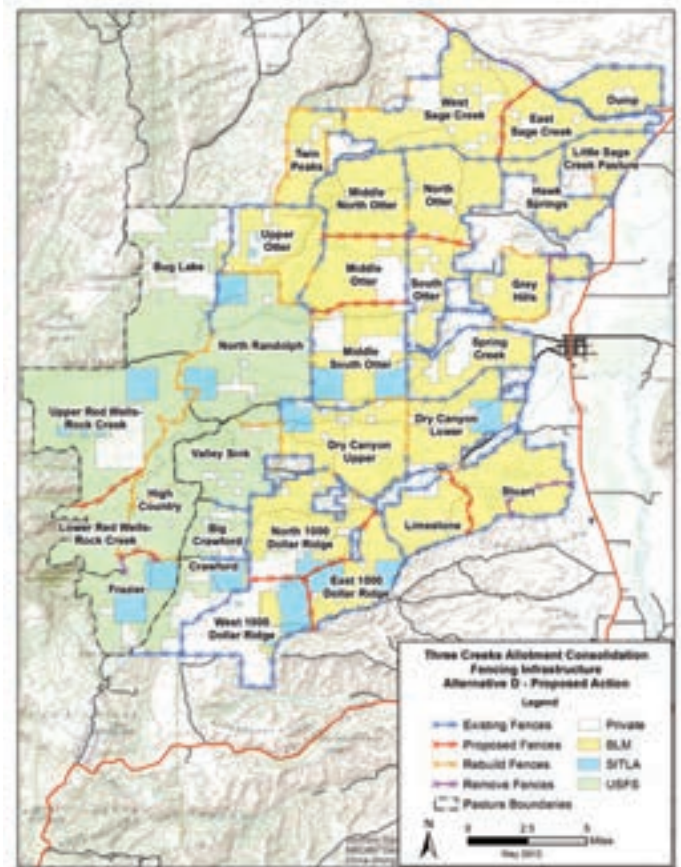 West
Sage Creek
East
Sage Creek
Dump
Twin
Peaks
Little Sage
Creek Pasture
Middle
North Otter
North
Otter
Hawk
Springs
Upper
Otter
Bug Lake
Middle
Otter
South
Otter
Grey
Hills
North Randolph
Middle
South Otter
Spring
Creek
Upper Red Wells-
Rock Creek
Dry Canyon
Upper
Dry Canyon
Lower
Valley Sink
High
Country
Lower Red Wells-
Rock Creek
Big
Crawford
North 1000
Dollar Ridge
Limestone
Stuart
Crawford
Frazier
East 1000
Dollar Ridge
West 1000
Dollar Ridge
Three Creeks Allotment Consolidation
Fencing Infrastructure
Alternative D - Proposed Action
Legend
Existing Fences
Private
Proposed Fences
BLM
Rebuild Fences
SITLA
Remove Fences
USFS
Pasture Boundaries
N
0 2.5 5
Miles